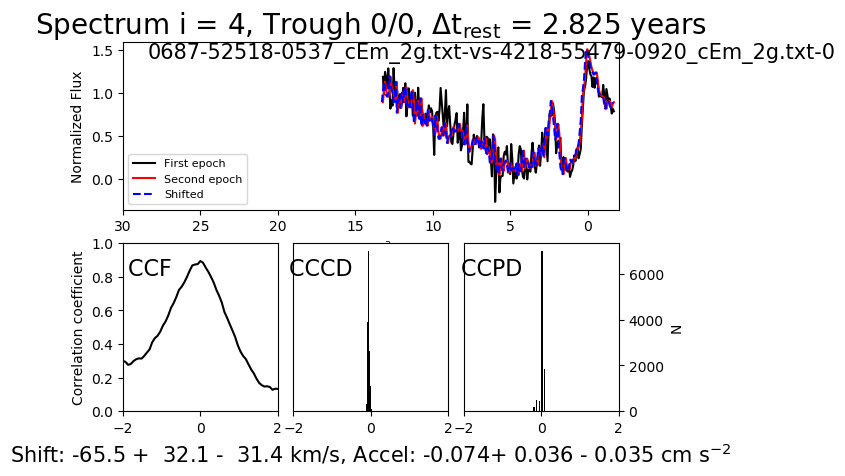 Spectrum i = 4, Trough 0/0, Δt_rest = 2.825 years
0687-52518-0537_cEm_2g.txt-vs-4218-55479-0920_cEm_2g.txt-0
Normalized Flux
1.5
1.0
0.5
0.0
First epoch
Second epoch
Shifted
30 25 20 15 10 5 0
Correlation coefficient
1.0
0.8
0.6
0.4
0.2
0.0
CCF
−2 0 2
CCCD
−2 0 2
CCPD
−2 0 2
6000
4000
2000
0
N
Shift: -65.5 + 32.1 - 31.4 km/s, Accel: -0.074+ 0.036 - 0.035 cm s⁻²